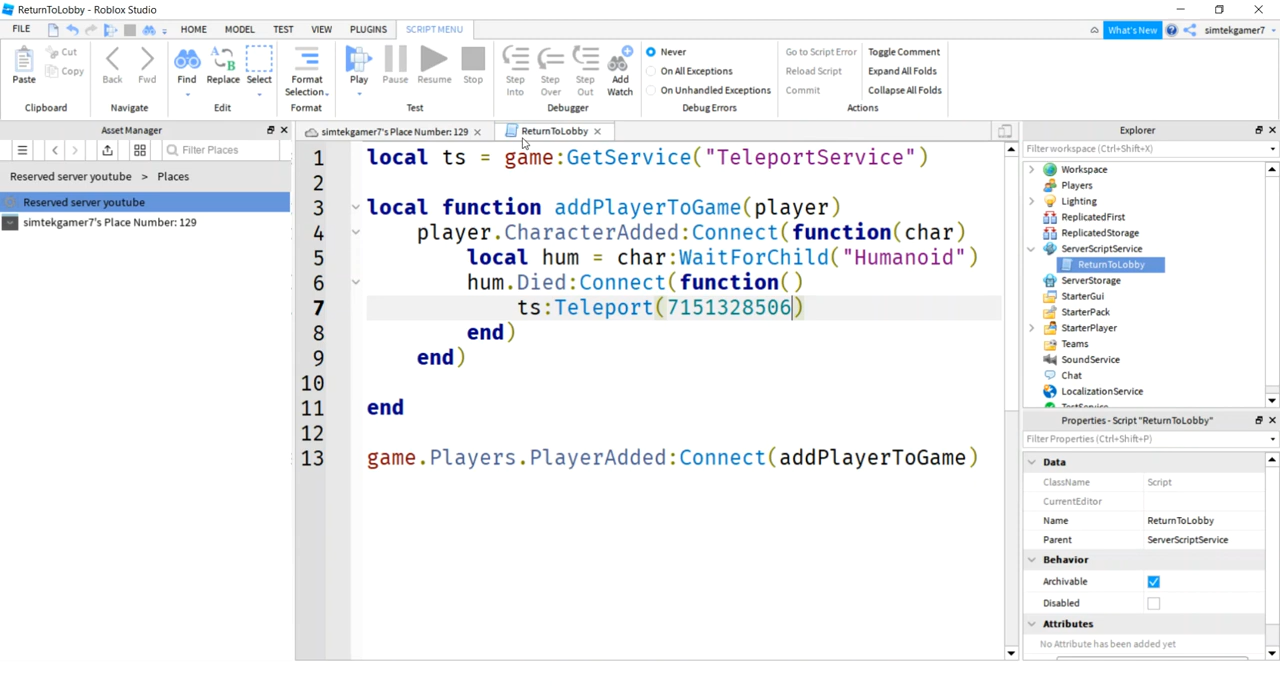 ReturnToLobby - Roblox Studio
FILE HOME MODEL TEST VIEW PLUGINS SCRIPT MENU What's New simtekgamer7
Paste Cut Copy Back Fwd Find Replace Select Format Selection Play Pause Resume Stop Step Into Step Over Step Out Add Watch
Never Go to Script Error Toggle Comment
On All Exceptions Reload Script Expand All Folds
On Unhandled Exceptions Commit Collapse All Folds
Clipboard Navigate Edit Format Test Debugger Debug Errors Actions
Asset Manager
Filter Places
Reserved server youtube > Places
Reserved server youtube
simtekgamer7's Place Number: 129
simtekgamer7's Place Number: 129 ReturnToLobby
1 local ts = game:GetService("TeleportService")
2
3 local function addPlayerToGame(player)
4 player.CharacterAdded:Connect(function(char)
5 local hum = char:WaitForChild("Humanoid")
6 hum.Died:Connect(function()
7 ts:Teleport(7151328506)
8 end)
9 end)
10
11 end
12
13 game.Players.PlayerAdded:Connect(addPlayerToGame)
Explorer
Filter workspace (Ctrl+Shift+X)
Workspace
Players
Lighting
ReplicatedFirst
ReplicatedStorage
ServerScriptService
ReturnToLobby
ServerStorage
StarterGui
StarterPack
StarterPlayer
Teams
SoundService
Chat
LocalizationService
TestService
Properties - Script "ReturnToLobby"
Filter Properties (Ctrl+Shift+P)
Data
ClassName Script
CurrentEditor
Name ReturnToLobby
Parent ServerScriptService
Behavior
Archivable
Disabled
Attributes
No Attribute has been added yet